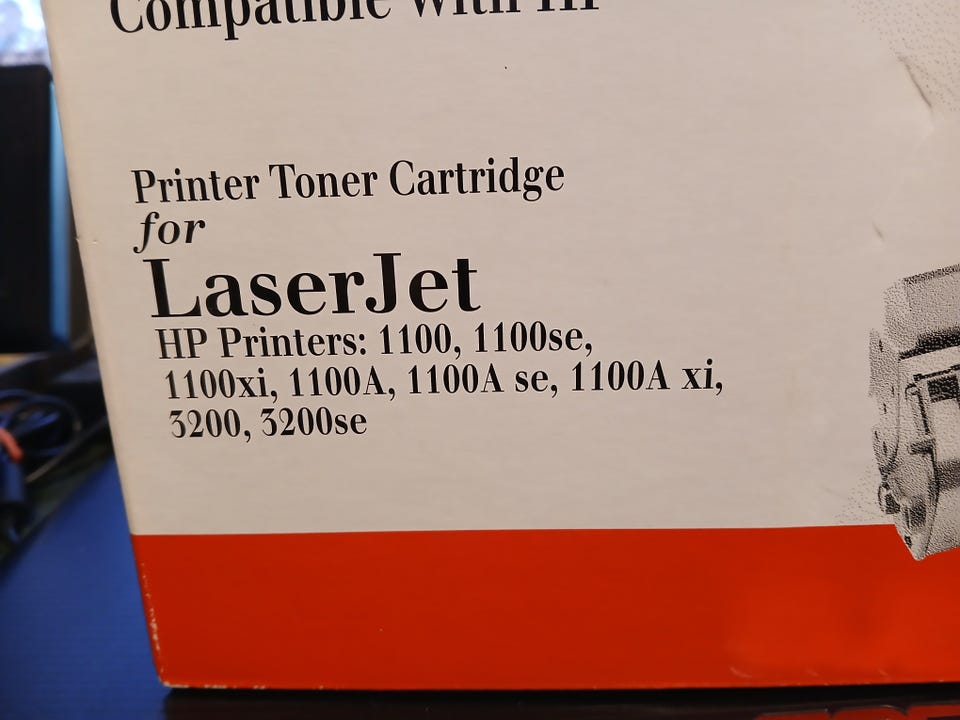 Compatible with HP
Printer Toner Cartridge
for
LaserJet
HP Printers: 1100, 1100se,
1100xi, 1100A, 1100A se, 1100A xi,
3200, 3200se